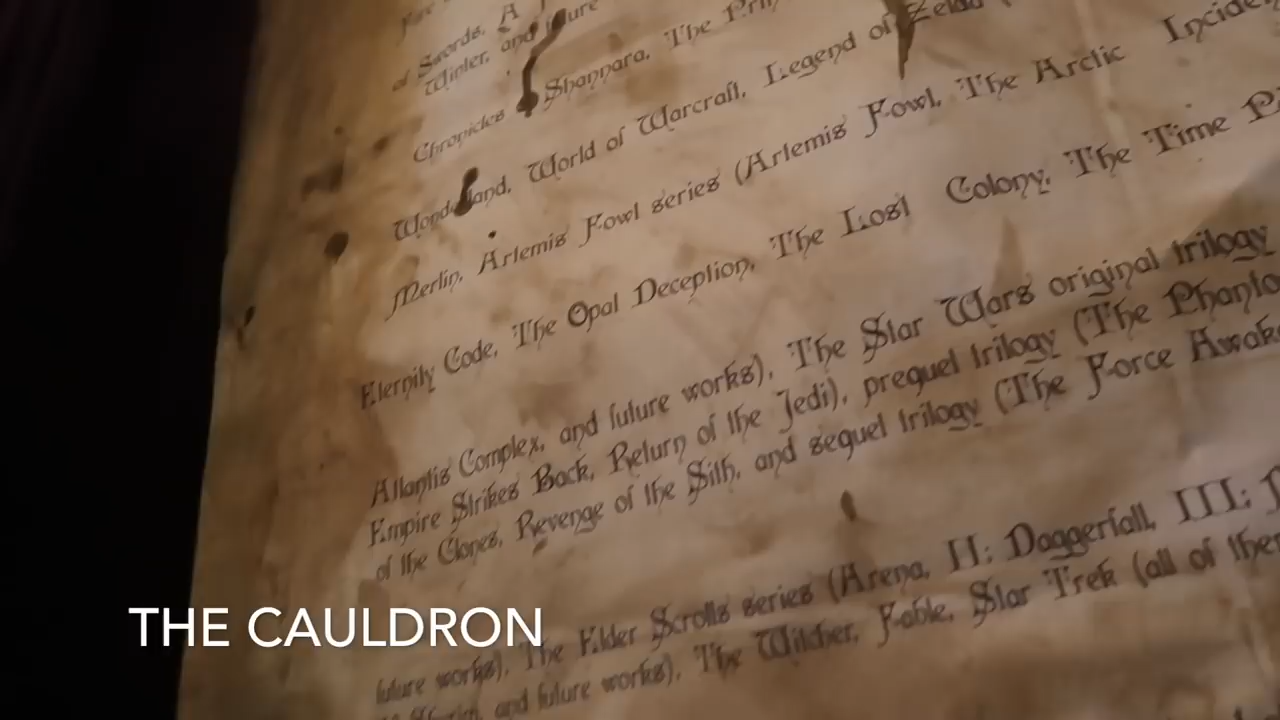 of Swords, A
Winter, and future
Chronicles Shannara, The
Wonderland, World of Warcraft, Legend of Zelda
Merlin, Artemis Fowl series (Artemis Fowl, The Arctic Incident
Eternity Code, The Opal Deception, The Lost Colony, The Time
Atlantis Complex, and future works), The Star Wars original trilogy
Empire Strikes Back, Return of the Jedi), prequel trilogy (The Phanto
of the Clones, Revenge of the Sith, and sequel trilogy (The Force Awak
The Elder Scrolls series (Arena, II: Daggerfall, III:
future works), The Witcher, Fable, Star Trek (all of them
and future works),
THE CAULDRON